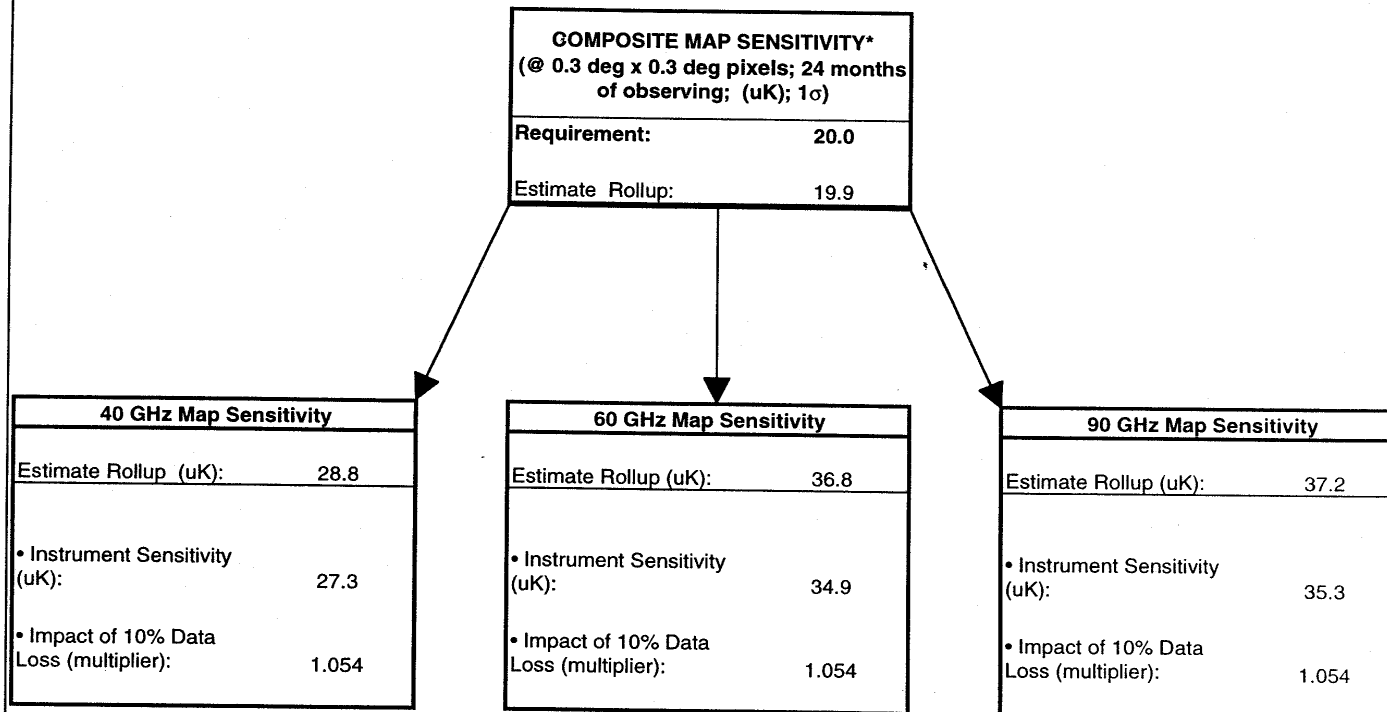 GOMPOSITE MAP SENSITIVITY*
(@ 0.3 deg x 0.3 deg pixels; 24 months
of observing; (uK); 1σ)
Requirement: 20.0
Estimate Rollup: 19.9
40 GHz Map Sensitivity
Estimate Rollup (uK): 28.8
• Instrument Sensitivity
(uK): 27.3
• Impact of 10% Data
Loss (multiplier): 1.054
60 GHz Map Sensitivity
Estimate Rollup (uK): 36.8
• Instrument Sensitivity
(uK): 34.9
• Impact of 10% Data
Loss (multiplier): 1.054
90 GHz Map Sensitivity
Estimate Rollup (uK): 37.2
• Instrument Sensitivity
(uK): 35.3
• Impact of 10% Data
Loss (multiplier): 1.054